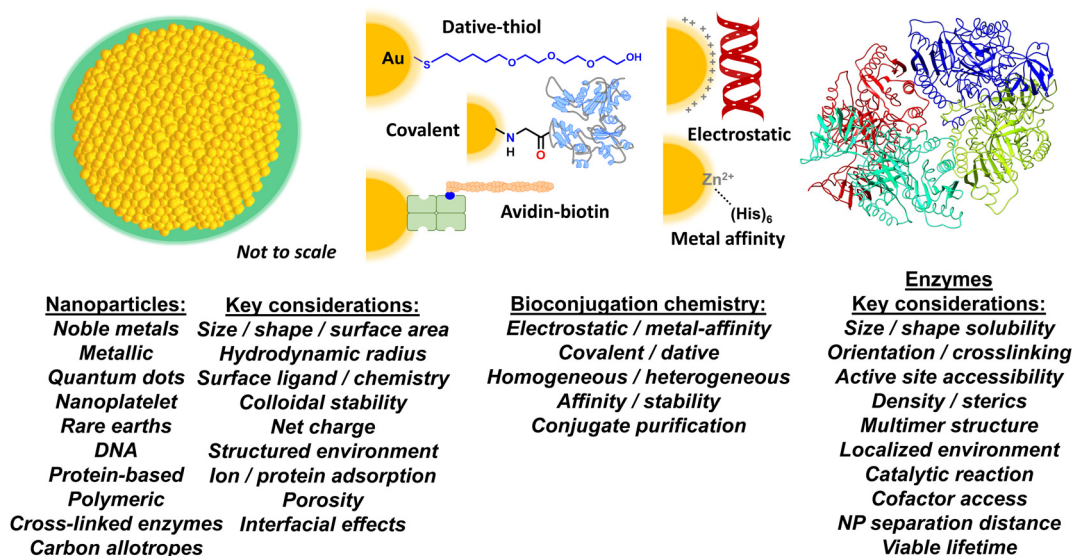 Not to scale
Dative-thiol
Au
S
O
O
O
OH
Covalent
N
H
O
Avidin-biotin
+ + + + + + + + + + +
Electrostatic
Zn2+
(His)6
Metal affinity
Nanoparticles:
Noble metals
Metallic
Quantum dots
Nanoplatelet
Rare earths
DNA
Protein-based
Polymeric
Cross-linked enzymes
Carbon allotropes
Key considerations:
Size / shape / surface area
Hydrodynamic radius
Surface ligand / chemistry
Colloidal stability
Net charge
Structured environment
Ion / protein adsorption
Porosity
Interfacial effects
Bioconjugation chemistry:
Electrostatic / metal-affinity
Covalent / dative
Homogeneous / heterogeneous
Affinity / stability
Conjugate purification
Enzymes
Key considerations:
Size / shape solubility
Orientation / crosslinking
Active site accessibility
Density / sterics
Multimer structure
Localized environment
Catalytic reaction
Cofactor access
NP separation distance
Viable lifetime